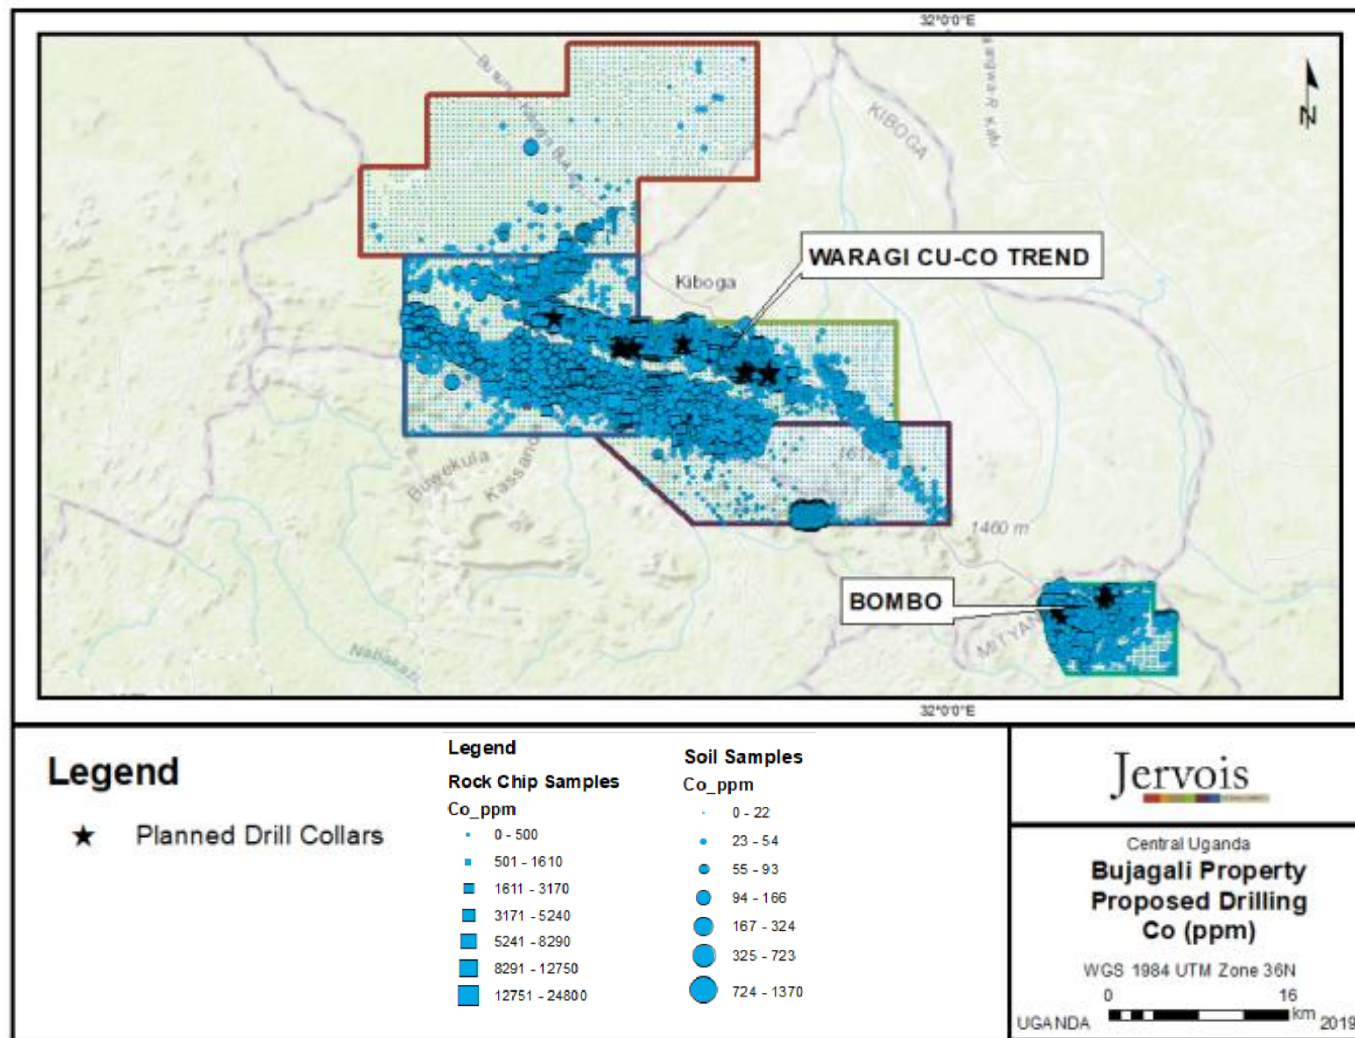 32°0'0"E
KIBOGA
N
WARAGI CU-CO TREND
Kiboga
Buwekula
Kassand
1460 m
BOMBO
MITYAN
32°0'0"E
Legend
★ Planned Drill Collars
Legend
Rock Chip Samples
Co_ppm
0 - 500
501 - 1610
1611 - 3170
3171 - 5240
5241 - 8290
8291 - 12750
12751 - 24800
Soil Samples
Co_ppm
0 - 22
23 - 54
55 - 93
94 - 166
167 - 324
325 - 723
724 - 1370
Jervois
Central Uganda
Bujagali Property
Proposed Drilling
Co (ppm)
WGS 1984 UTM Zone 36N
0 16
km
UGANDA 2019